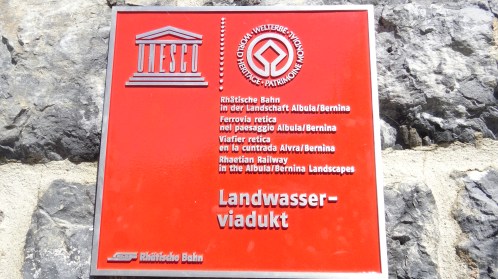 UNESCO
WORLD HERITAGE • PATRIMOINE MONDIAL • WELTERBE •
Rhätische Bahn
in der Landschaft Albula/Bernina
Ferrovia retica
nel paesaggio Albula/Bernina
Viafier retica
en la cuntrada Alvra/Bernina
Rhaetian Railway
in the Albula/Bernina Landscapes
Landwasser-
viadukt
Rhätische Bahn